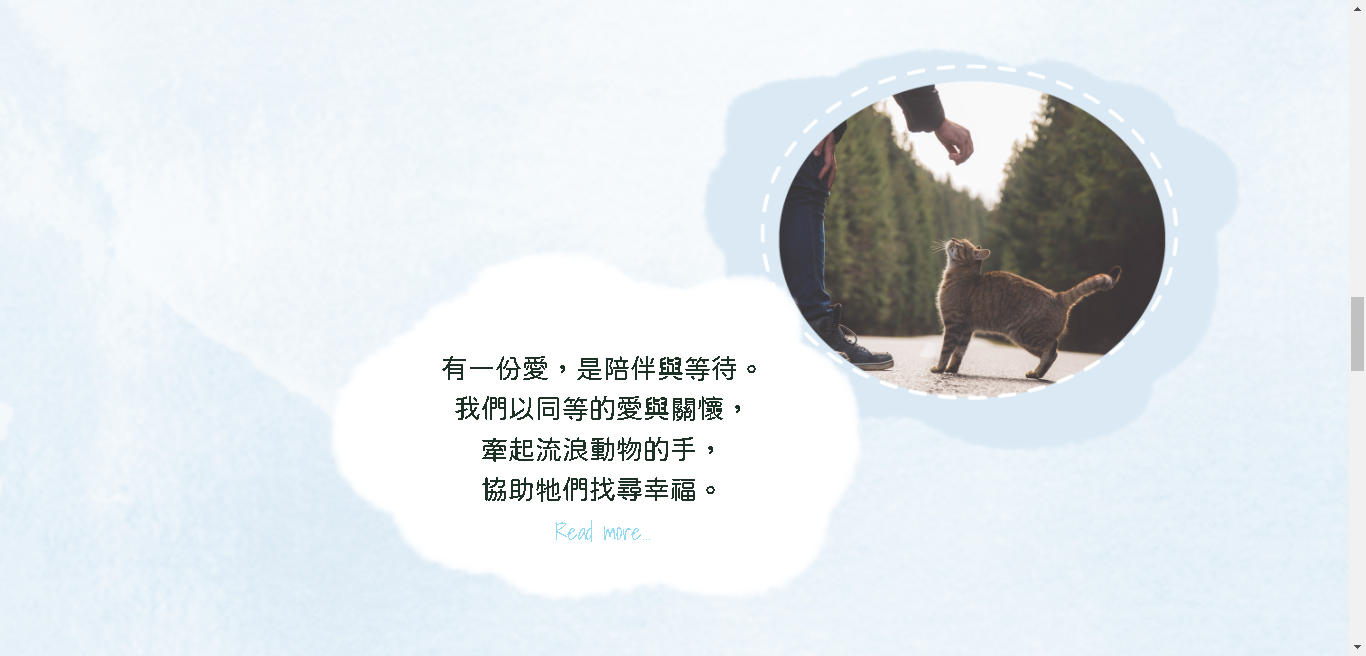 有一份愛，是陪伴與等待。
我們以同等的愛與關懷，
牽起流浪動物的手，
協助牠們找尋幸福。
Read more...